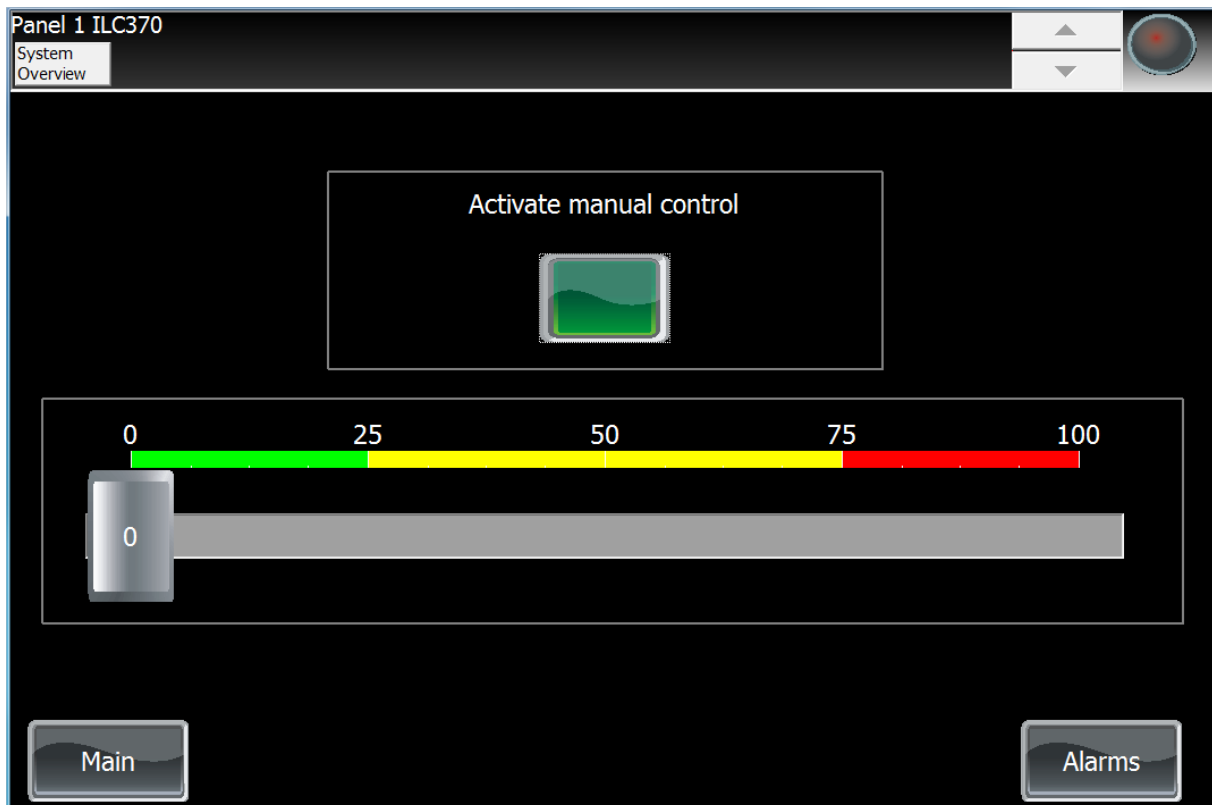 Panel 1 ILC370
System
Overview
Activate manual control
0 25 50 75 100
0
Main Alarms